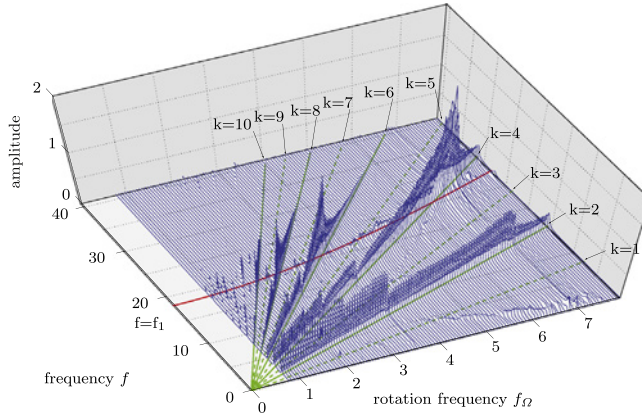 2
1
0
amplitude
40
30
20
10
0
f=f₁
frequency f
0
1
2
3
4
5
6
7
rotation frequency f_Ω
k=10
k=9
k=8
k=7
k=6
k=5
k=4
k=3
k=2
k=1